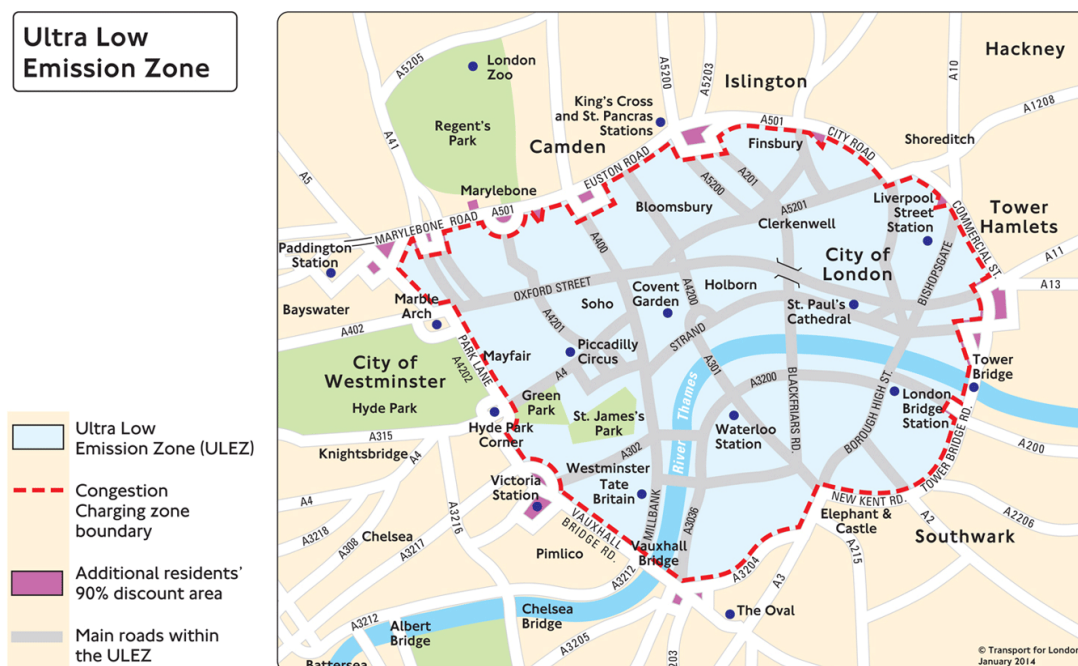 Ultra Low
Emission Zone
Ultra Low
Emission Zone (ULEZ)
Congestion
Charging zone
boundary
Additional residents'
90% discount area
Main roads within
the ULEZ
A5205
London
Zoo
A5200
A5203
Islington
A10
Hackney
A1208
King's Cross
and St. Pancras
Stations
A501
Finsbury
CITY ROAD
Shoreditch
Regent's
Park
A41
Camden
EUSTON ROAD
A5
Marylebone
A501
MARYLEBONE ROAD
A5200
A201
Bloomsbury
A5201
Clerkenwell
Liverpool
Street
Station
COMMERCIAL ST.
Tower
Hamlets
Paddington
Station
A400
City of
London
BISHOPSGATE
A11
A13
Bayswater
Marble
Arch
OXFORD STREET
Soho
Covent
Garden
A4200
Holborn
St. Paul's
Cathedral
A402
A4201
STRAND
PARK LANE
A4202
Mayfair
Piccadilly
Circus
City of
Westminster
Hyde Park
A4
Green
Park
St. James's
Park
A301
A3200
BLACKFRIARS RD.
River Thames
Waterloo
Station
BOROUGH HIGH ST.
London
Bridge
Station
Tower
Bridge
TOWER BRIDGE RD.
A200
A315
Knightsbridge
Hyde Park
Corner
A4
A302
Victoria
Station
Westminster
Tate
Britain
MILLBANK
A3036
NEW KENT RD.
Elephant &
Castle
A2
A2206
Southwark
A4
A3218
A308
Chelsea
A3217
A3216
VAUXHALL
BRIDGE RD.
Pimlico
A3212
Vauxhall
Bridge
A3204
A3
A215
A3212
Albert
Bridge
Chelsea
Bridge
A3205
The Oval
Battersea
203
© Transport for London
January 2014